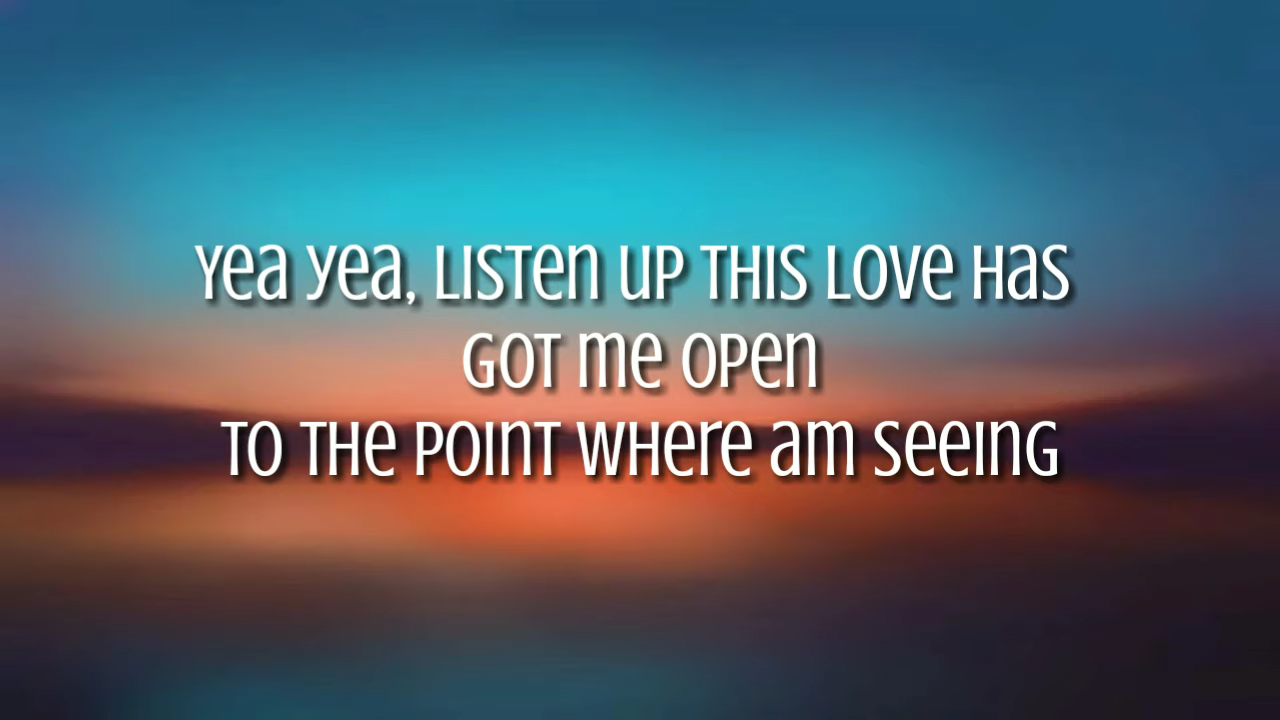 Yea yea, Listen up this love has
got me open
To the point where am seeing